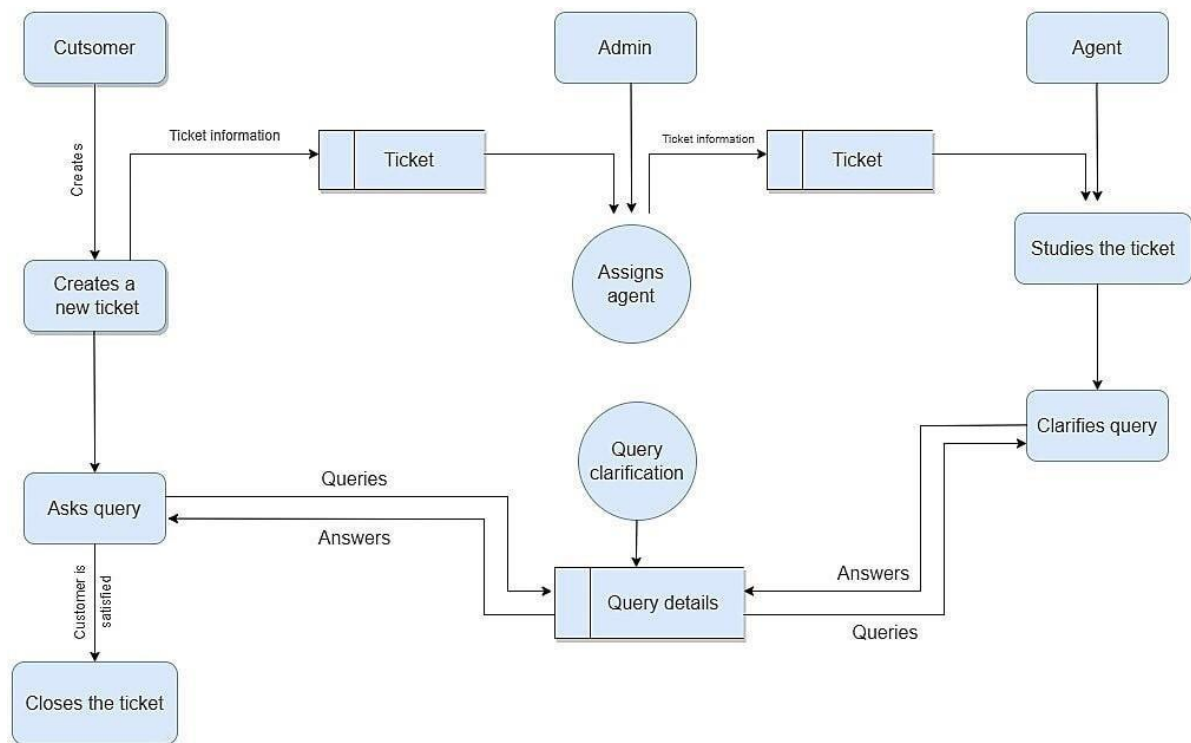 Cutsomer
Admin
Agent
Creates
Ticket information
Ticket
Ticket information
Ticket
Creates a
new ticket
Assigns
agent
Studies the ticket
Clarifies query
Query
clarification
Asks query
Queries
Answers
Query details
Answers
Queries
Customer is
satisfied
Closes the ticket